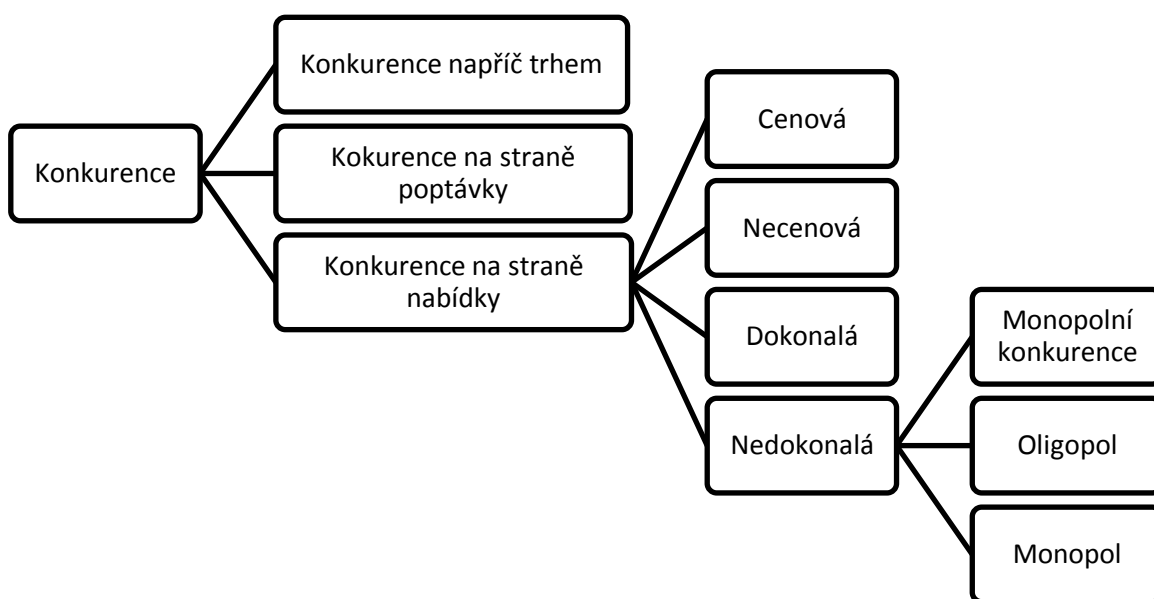 Konkurence
Konkurence napříč trhem
Kokurence na straně
poptávky
Konkurence na straně
nabídky
Cenová
Necenová
Dokonalá
Nedokonalá
Monopolní
konkurence
Oligopol
Monopol